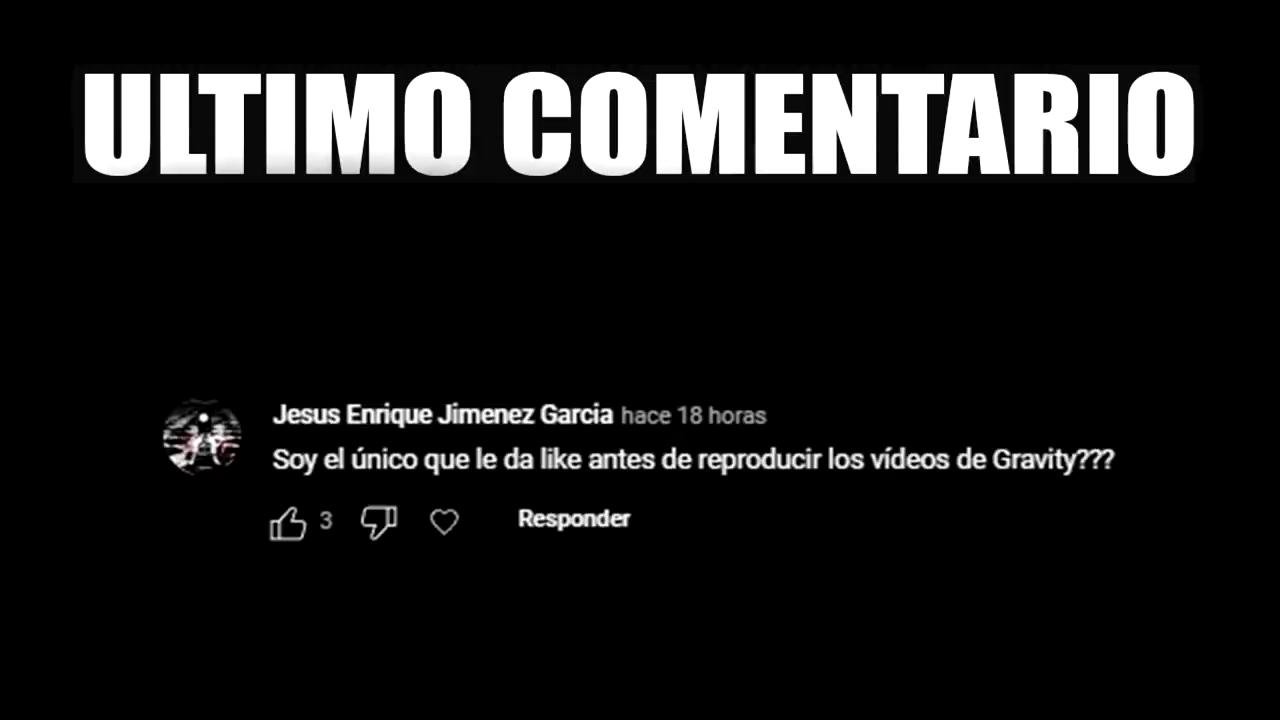 ULTIMO COMENTARIO
Jesus Enrique Jimenez Garcia hace 18 horas
Soy el único que le da like antes de reproducir los vídeos de Gravity???
3 Responder